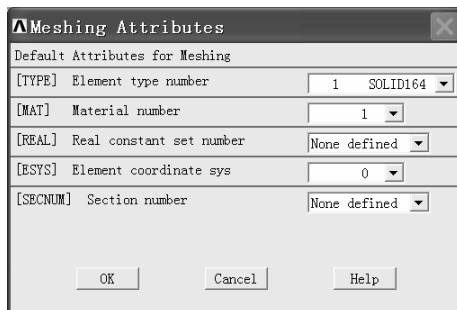 Meshing Attributes
Default Attributes for Meshing
[TYPE] Element type number 1 SOLID164
[MAT] Material number 1
[REAL] Real constant set number None defined
[ESYS] Element coordinate sys 0
[SECNUM] Section number None defined
OK Cancel Help